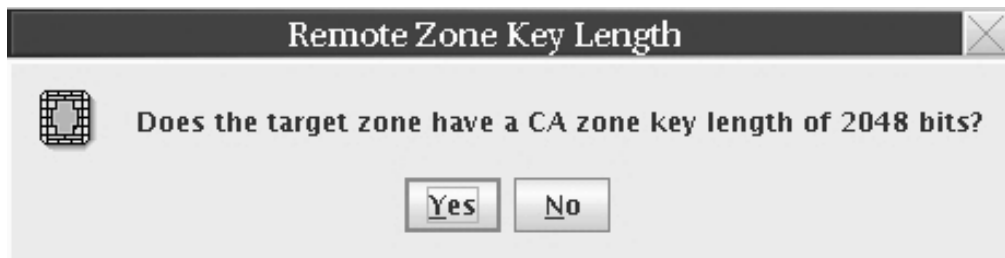 Remote Zone Key Length
Does the target zone have a CA zone key length of 2048 bits?
Yes No